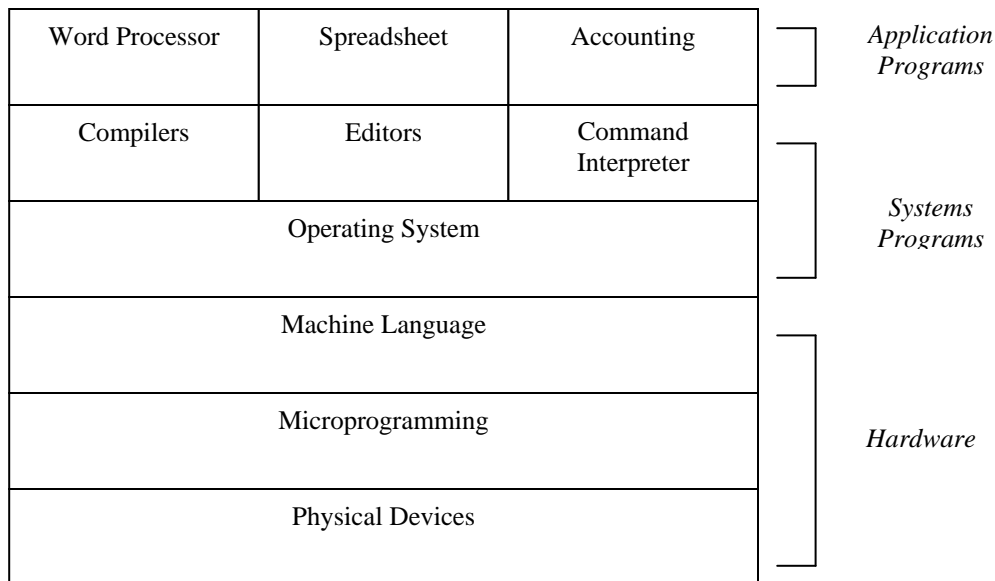 Word Processor
Spreadsheet
Accounting
Application
Programs
Compilers
Editors
Command
Interpreter
Operating System
Systems
Programs
Machine Language
Microprogramming
Hardware
Physical Devices